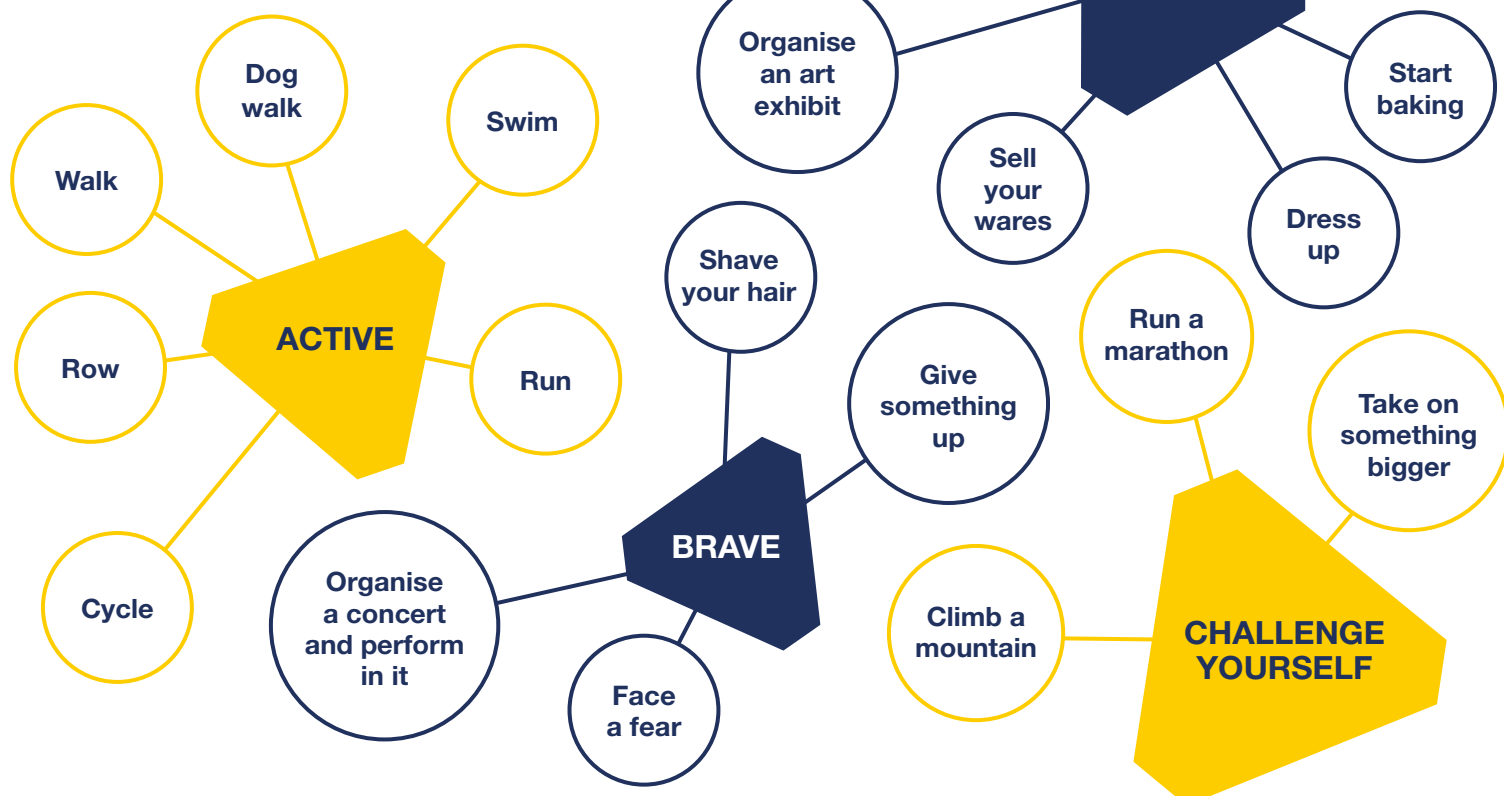 Dog
walk
Swim
Walk
ACTIVE
Row
Run
Cycle
Organise
an art
exhibit
Start
baking
Sell
your
wares
Dress
up
Shave
your hair
Give
something
up
BRAVE
Organise
a concert
and perform
in it
Face
a fear
Run a
marathon
Take on
something
bigger
Climb a
mountain
CHALLENGE
YOURSELF